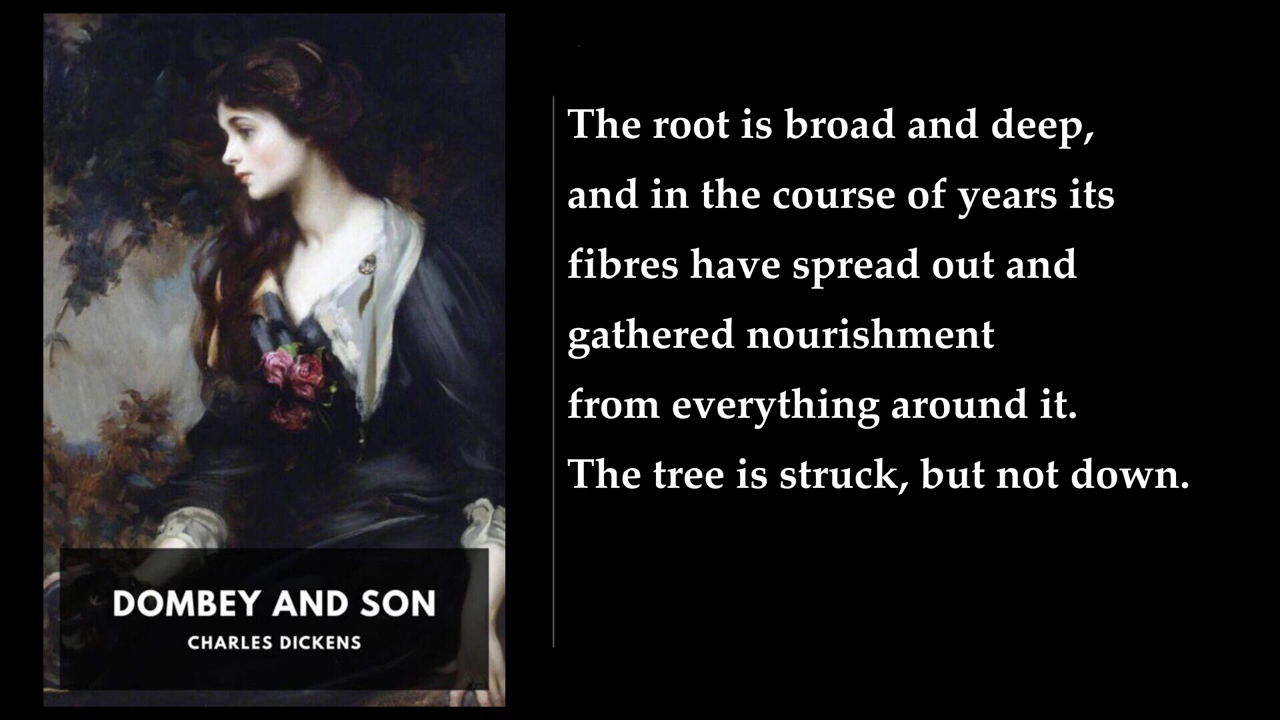 DOMBEY AND SON
CHARLES DICKENS
The root is broad and deep,
and in the course of years its
fibres have spread out and
gathered nourishment
from everything around it.
The tree is struck, but not down.